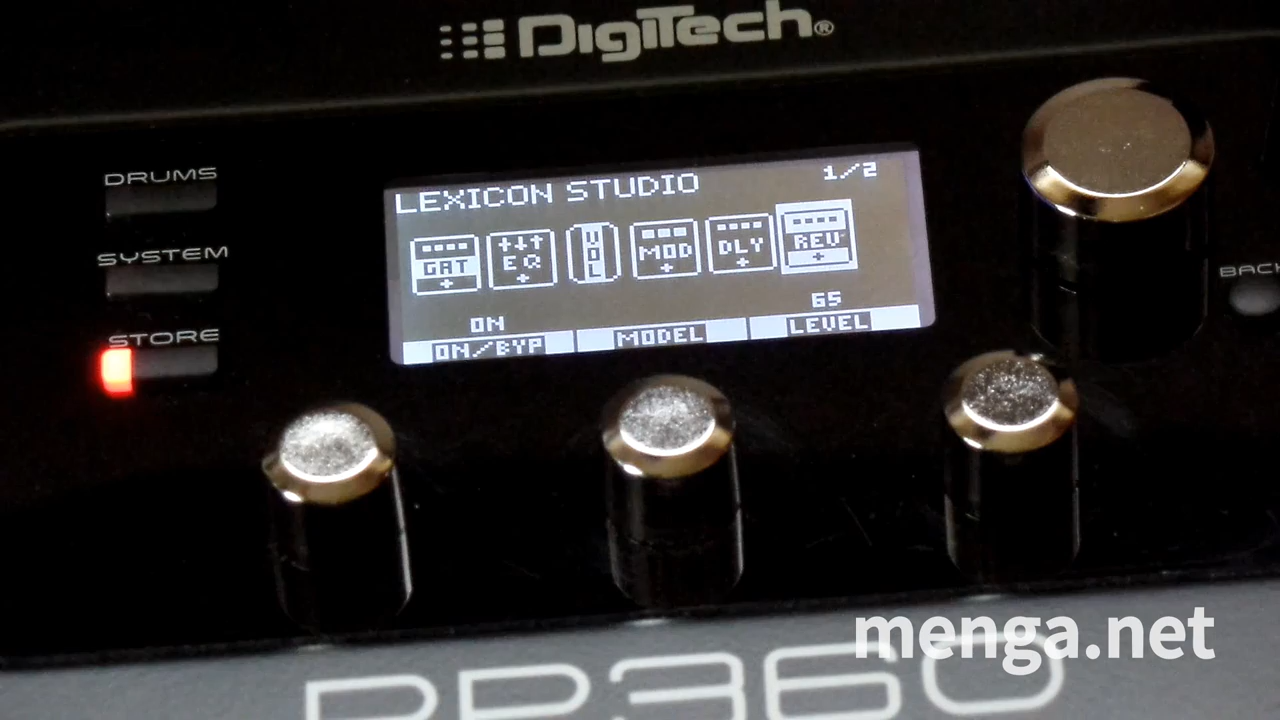 DigiTech®
DRUMS
SYSTEM
STORE
LEXICON STUDIO 1/2
GAT EQ VOL MOD DLY REV
ON 65
ON/BYP MODEL LEVEL
BACK
menga.net
RP360